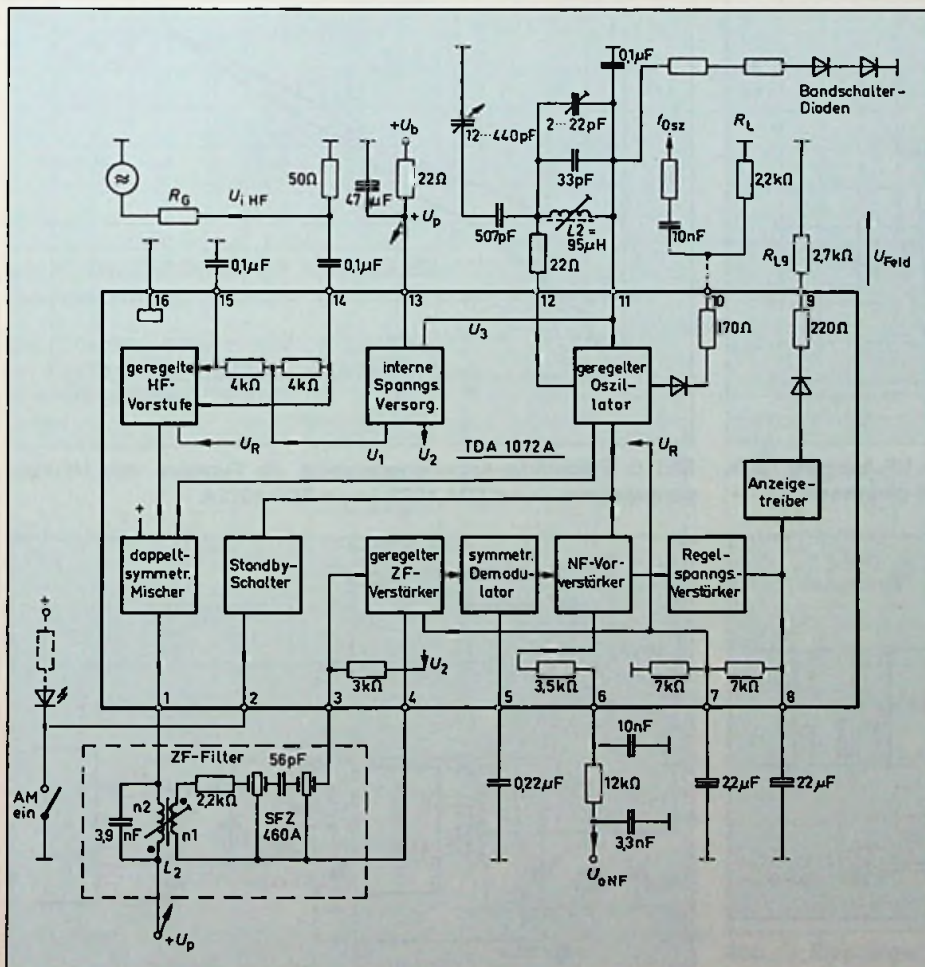 0,1µF
12...440pF
2...22pF
Bandschalter-
Dioden
+Ub
fOsz
RL
50Ω
47 µF
22Ω
33pF
2,2kΩ
RG
Ui HF
+Up
507pF
L2 =
95µH
10nF
RL9
2,7kΩ
UFeld
0,1µF
0,1µF
22Ω
16
15
14
13
12
11
10
9
U3
170Ω
220Ω
geregelte
HF-
Vorstufe
4kΩ
4kΩ
interne
Spanngs.
Versorg.
geregelter
Oszil-
lator
UR
U1
U2
TDA 1072A
UR
Anzeige-
treiber
+
doppelt-
symmetr.
Mischer
Standby-
Schalter
geregelter
ZF-
Verstärker
symmetr.
Demodu-
lator
NF-Vor-
verstärker
Regel-
spanngs.
Verstärker
+
3kΩ
U2
3,5kΩ
7kΩ
7kΩ
1
2
3
4
5
6
7
8
ZF-Filter
56pF
10nF
AM
ein
2,2kΩ
0,22µF
12kΩ
22µF
3,9
nF
n2
n1
SFZ
460A
3,3nF
L2
UoNF
+Up